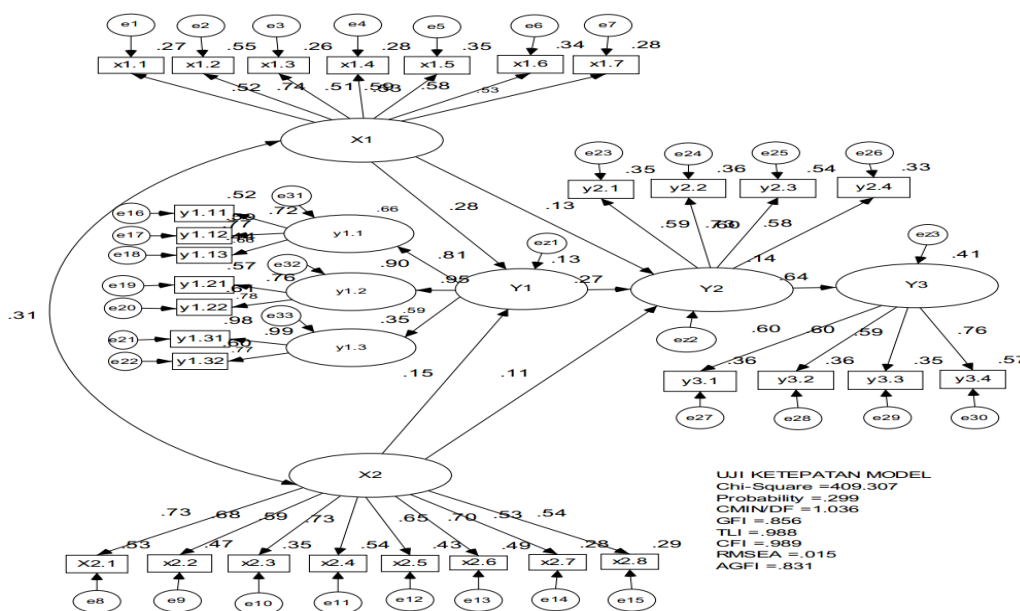 e1 e2 e3 e4 e5 e6 e7
.27 .55 .26 .28 .35 .34 .28
x1.1 x1.2 x1.3 x1.4 x1.5 x1.6 x1.7
.52 .74 .51 .58 .53
X1
e23 e24 e25 e26
.35 .36 .54 .33
y2.1 y2.2 y2.3 y2.4
.59 .73 .60 .58
.52 e31
e16 y1.11 .72 .66
e17 y1.12 .77 y1.1 .28 .13
e18 y1.13 .81 ez1 ez3
.57 e32 .90 .95 .13 .27 .14 .64 .41
e19 y1.21 .76 y1.2 Y1 Y2 Y3
e20 y1.22 .78 .59
.31 .98 e33 .35 ez2
e21 y1.31 .99 .60 .60 .59 .76
e22 y1.32 .77 y1.3
.15 .11 .36 .36 .35 .57
y3.1 y3.2 y3.3 y3.4
e27 e28 e29 e30
X2
UJI KETEPATAN MODEL
Chi-Square =409.307
Probability =.299
CMIN/DF =1.036
GFI =.856
TLI =.988
CFI =.989
RMSEA =.015
AGFI =.831
.73 .68 .59 .73 .65 .70 .53 .54
.53 .47 .35 .54 .43 .49 .28 .29
X2.1 x2.2 x2.3 x2.4 x2.5 x2.6 x2.7 x2.8
e8 e9 e10 e11 e12 e13 e14 e15